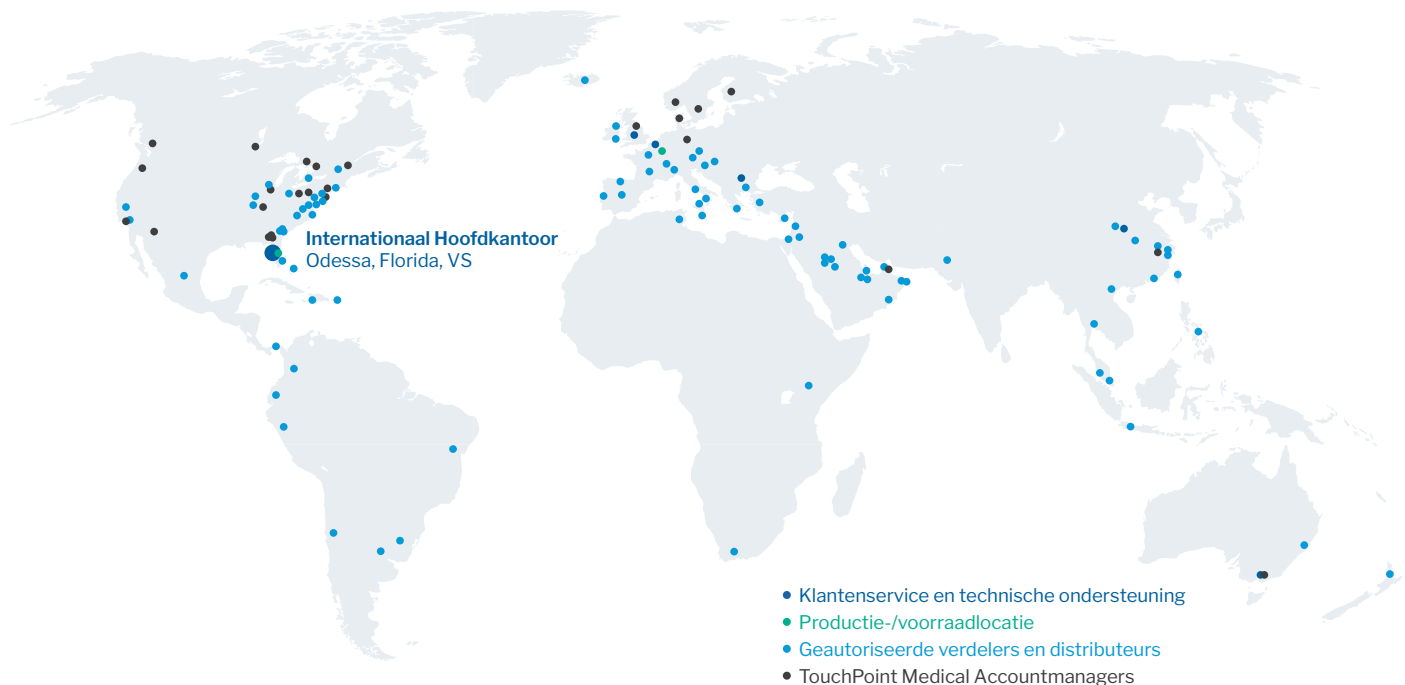 Internationaal Hoofdkantoor
Odessa, Florida, VS
Klantenservice en technische ondersteuning
Productie-/voorraadlocatie
Geautoriseerde verdelers en distributeurs
TouchPoint Medical Accountmanagers